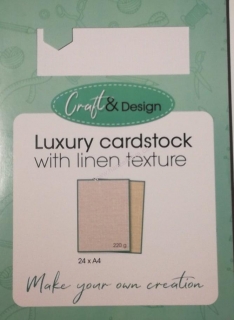 Craft & Design
Luxury cardstock
with linen texture
24 x A4
Make your own creation